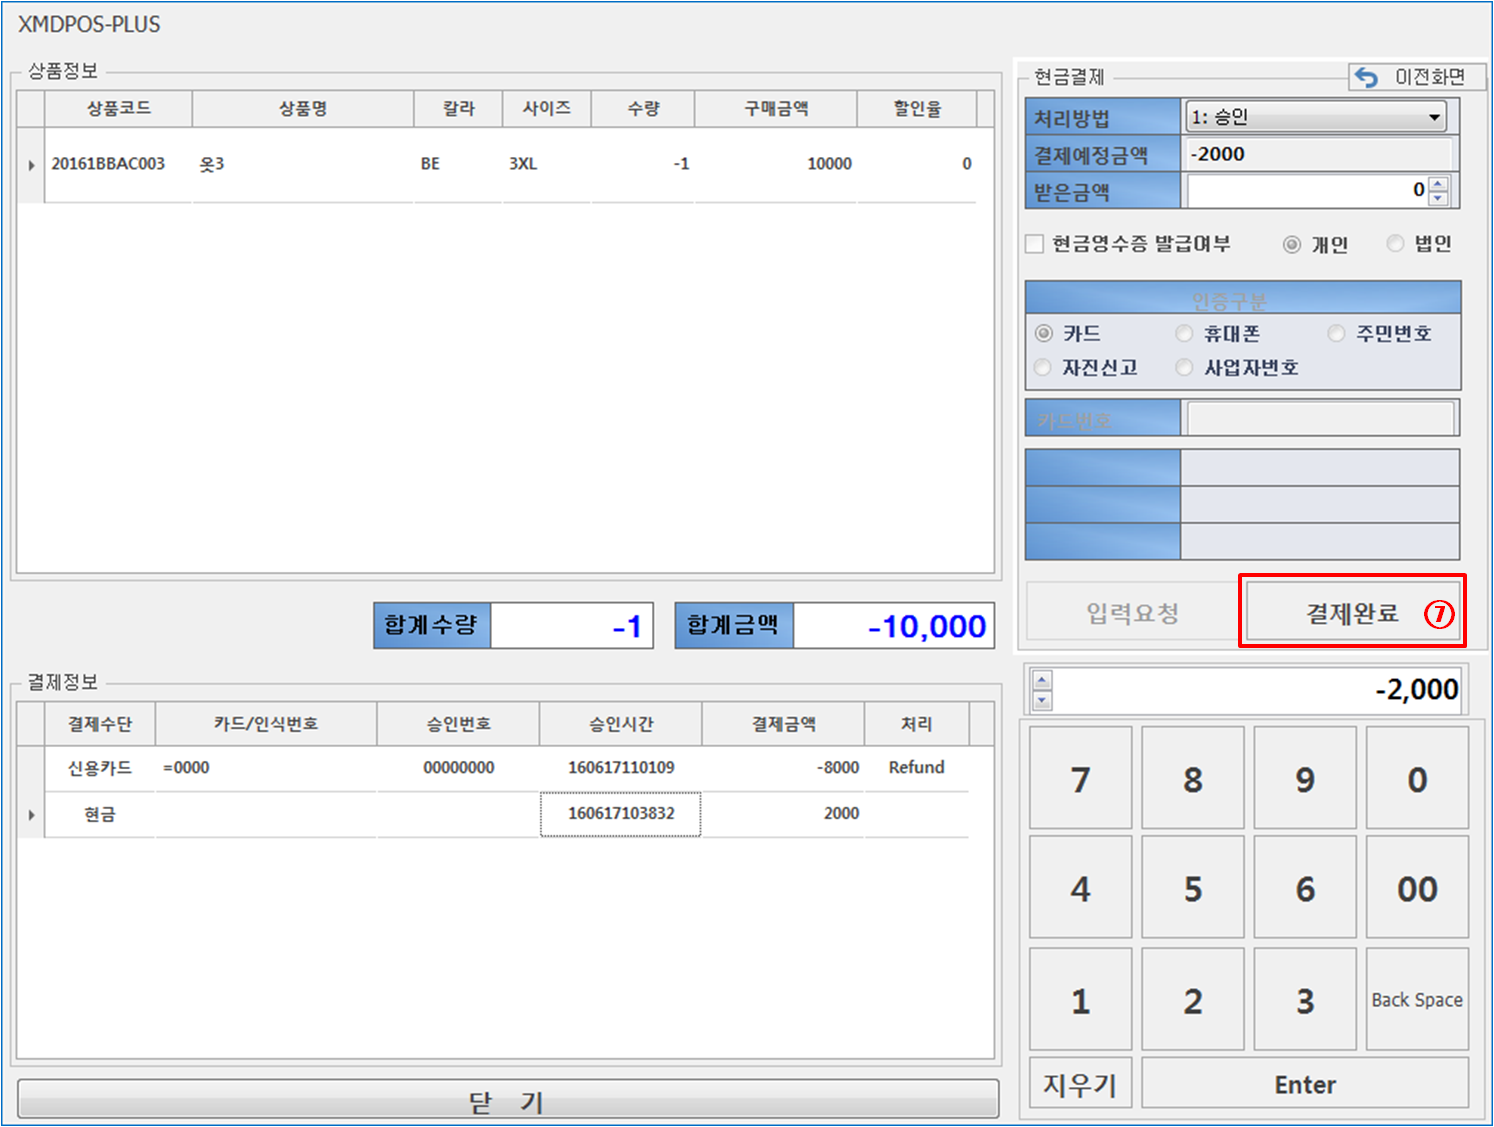 XMDPOS-PLUS
상품정보
상품코드 상품명 칼라 사이즈 수량 구매금액 할인율
20161BBAC003 옷3 BE 3XL -1 10000 0
합계수량 -1 합계금액 -10,000
결제정보
결제수단 카드/인식번호 승인번호 승인시간 결제금액 처리
신용카드 =0000 00000000 160617110109 -8000 Refund
현금 160617103832 2000
닫 기
현금결제 이전화면
처리방법 1: 승인
결제예정금액 -2000
받은금액 0
현금영수증 발급여부 개인 법인
인증구분
카드 휴대폰 주민번호
자진신고 사업자번호
카드번호
입력요청 결제완료 ⑦
-2,000
7 8 9 0
4 5 6 00
1 2 3 Back Space
지우기 Enter